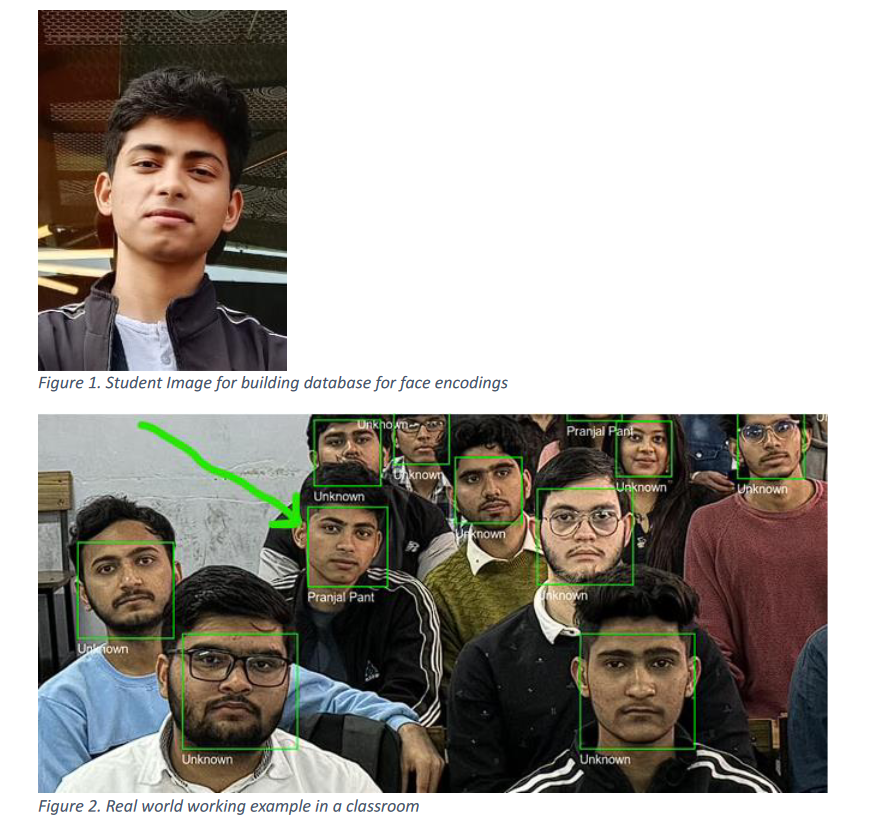 Figure 1. Student Image for building database for face encodings
Unknown
Pranjal Pant
Unknown
Unknown
Unknown
Unknown
Unknown
Pranjal Pant
Unknown
Unknown
Unknown
Unknown
Figure 2. Real world working example in a classroom